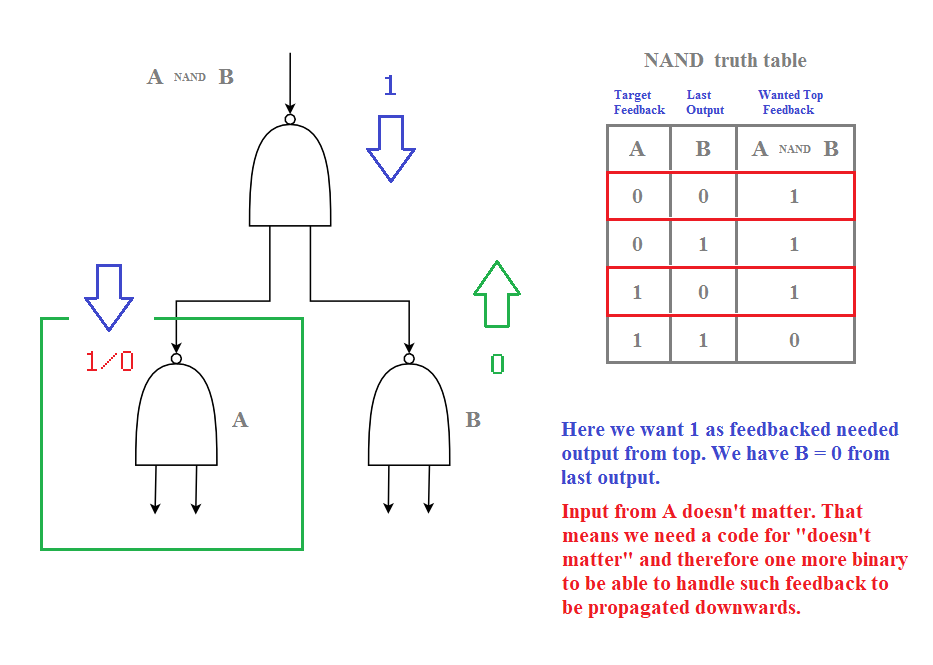 A NAND B
1
1/0
0
A
B
NAND truth table
Target Feedback
Last Output
Wanted Top Feedback
A B A NAND B
0 0 1
0 1 1
1 0 1
1 1 0
Here we want 1 as feedbacked needed
output from top. We have B = 0 from
last output.
Input from A doesn't matter. That
means we need a code for "doesn't
matter" and therefore one more binary
to be able to handle such feedback to
be propagated downwards.